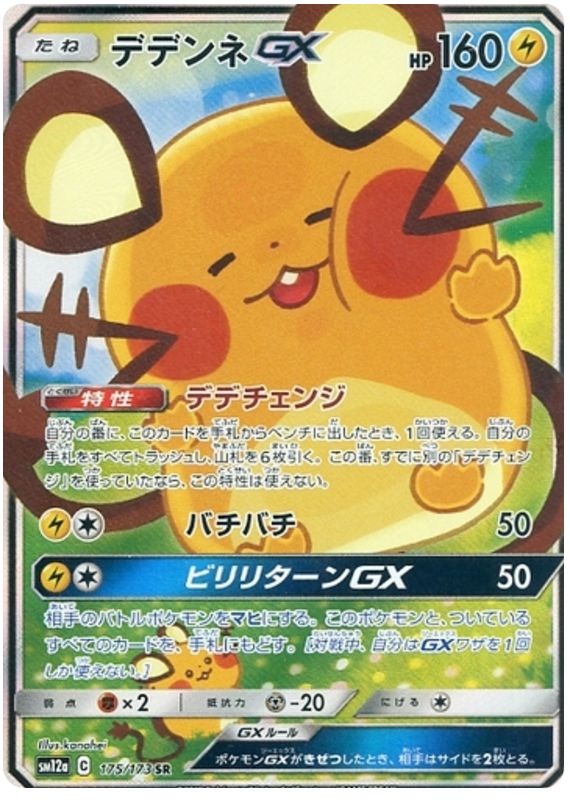 たね デデンネGX HP160
特性 デデチェンジ
自分の番に、このカードを手札からベンチに出したとき、1回使える。自分の
手札をすべてトラッシュし、山札を6枚引く。この番、すでに別の「デデチェン
ジ」を使っていたなら、この特性は使えない。
バチバチ 50
ビリリターンGX 50
相手のバトルポケモンをマヒにする。このポケモンと、ついている
すべてのカードを、手札にもどす。[対戦中、自分はGXワザを1回
しか使えない。]
弱点 ×2 抵抗力 -20 にげる
Illus.kanahei
GXルール
sm12a C 175/173 SR
ポケモンGXがきぜつしたとき、相手はサイドを2枚とる。